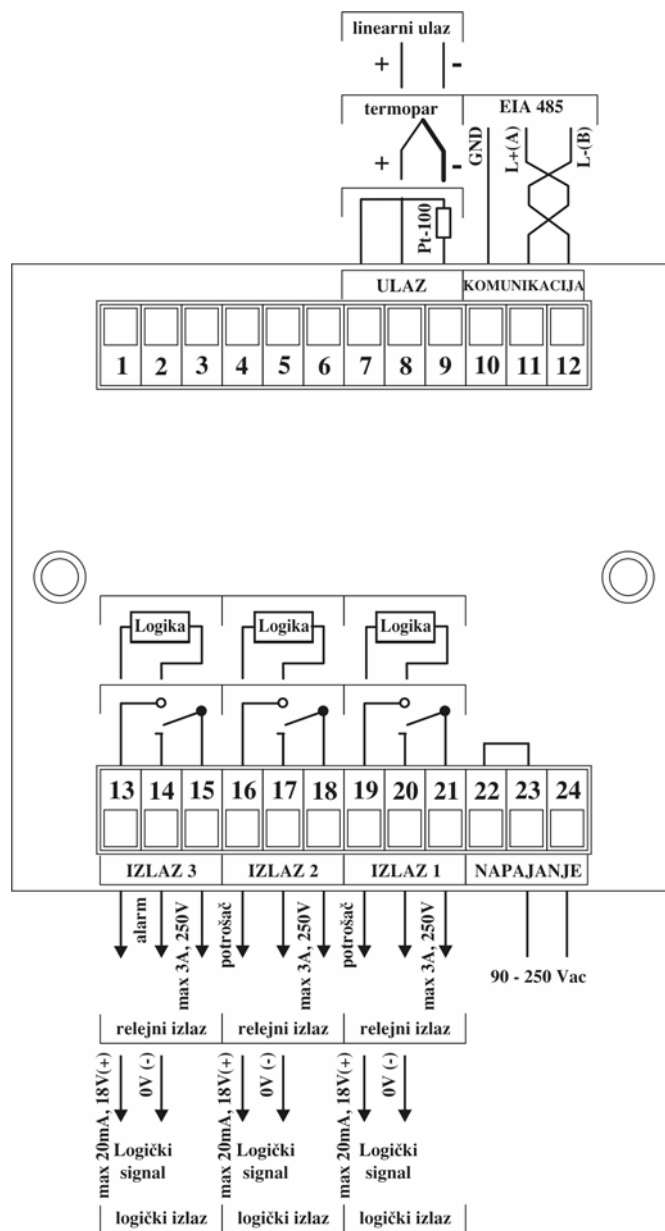 linearni ulaz
+ -
termopar EIA 485
+ - GND L+(A) L-(B)
Pt-100
ULAZ KOMUNIKACIJA
1 2 3 4 5 6 7 8 9 10 11 12
Logika Logika Logika
13 14 15 16 17 18 19 20 21 22 23 24
IZLAZ 3 IZLAZ 2 IZLAZ 1 NAPAJANJE
alarm max 3A, 250V potrošač max 3A, 250V potrošač max 3A, 250V
90 - 250 Vac
relejni izlaz relejni izlaz relejni izlaz
max 20mA, 18V(+) 0V (-) max 20mA, 18V(+) 0V (-) max 20mA, 18V(+) 0V (-)
Logički Logički Logički
signal signal signal
logički izlaz logički izlaz logički izlaz